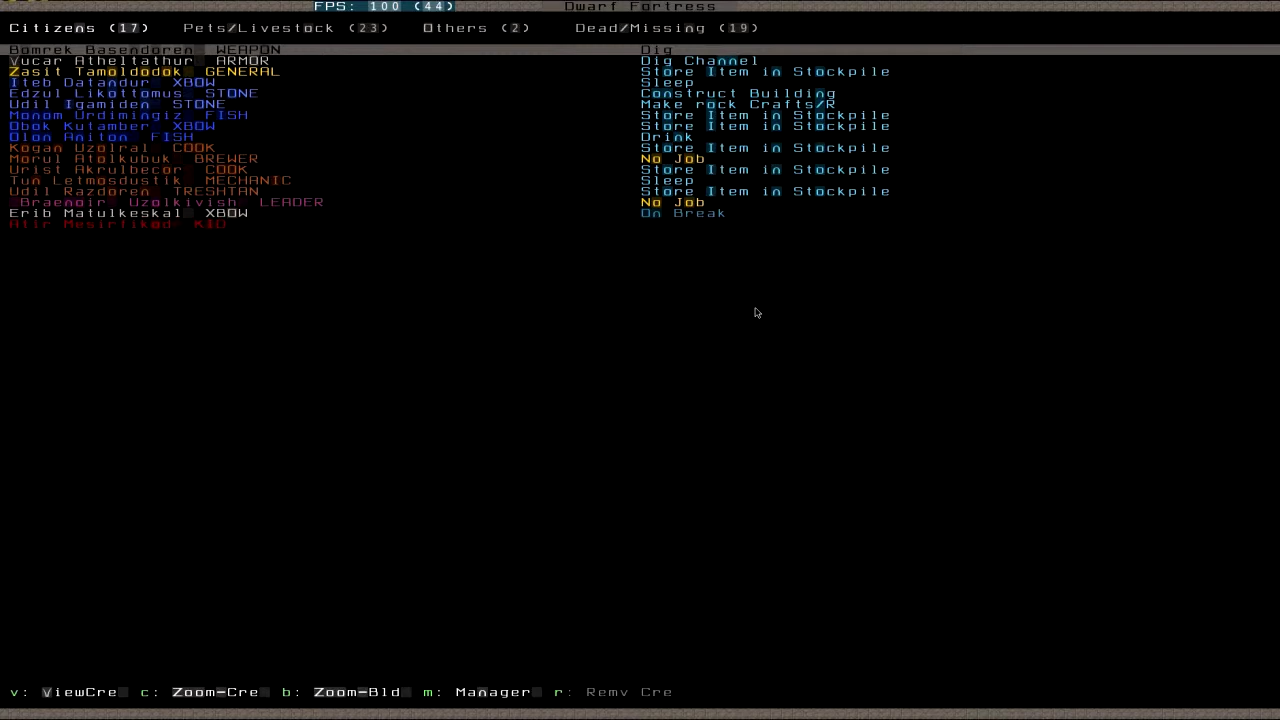 FPS: 100 (44) Dwarf Fortress
Citizens (17) Pets/Livestock (23) Others (2) Dead/Missing (19)
Bomrek Basendoren WEAPON Dig
Vucar Atheltathur ARMOR Dig Channel
Zasit Tamoldodok GENERAL Store Item in Stockpile
Iteb Datandur XBOW Sleep
Edzul Likottomus STONE Construct Building
Udil Igamiden STONE Make rock Crafts/R
Monom Urdimingiz FISH Store Item in Stockpile
Obok Kutamber XBOW Store Item in Stockpile
Olon Aniton FISH Drink
Kogan Uzolral COOK Store Item in Stockpile
Morul Atolkubuk BREWER No Job
Urist Akrulbecor COOK Store Item in Stockpile
Tun Letmosdustik MECHANIC Sleep
Udil Razdoren TRESHTAN Store Item in Stockpile
`Braenoir' Uzolkivish LEADER No Job
Erib Matulkeskal XBOW On Break
Atir Mesirfikod KID
v: ViewCre c: Zoom-Cre b: Zoom-Bld m: Manager r: Remv Cre